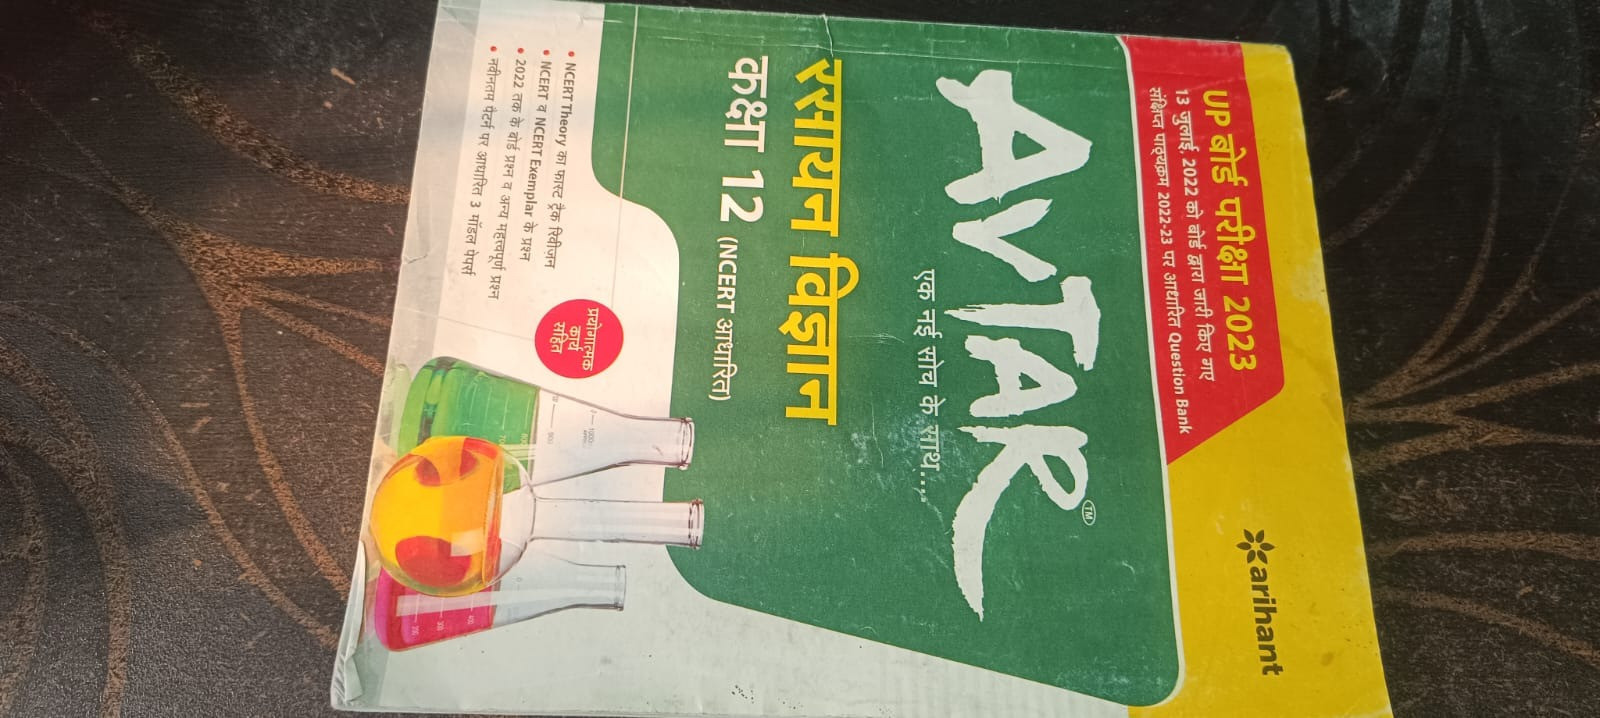 arihant
UP बोर्ड परीक्षा 2023
13 जुलाई, 2022 को बोर्ड द्वारा जारी किए गए
संक्षिप्त पाठ्यक्रम 2022-23 पर आधारित Question Bank
AVTAR TM
एक नई सोच के साथ....
रसायन विज्ञान
कक्षा 12 (NCERT आधारित)
• NCERT Theory का फास्ट ट्रैक रिवीज़न
• NCERT व NCERT Exemplar के प्रश्न
• 2022 तक के बोर्ड प्रश्न व अन्य महत्त्वपूर्ण प्रश्न
• नवीनतम पैटर्न पर आधारित 3 मॉडल पेपर्स
प्रयोगात्मक
कार्य
सहित